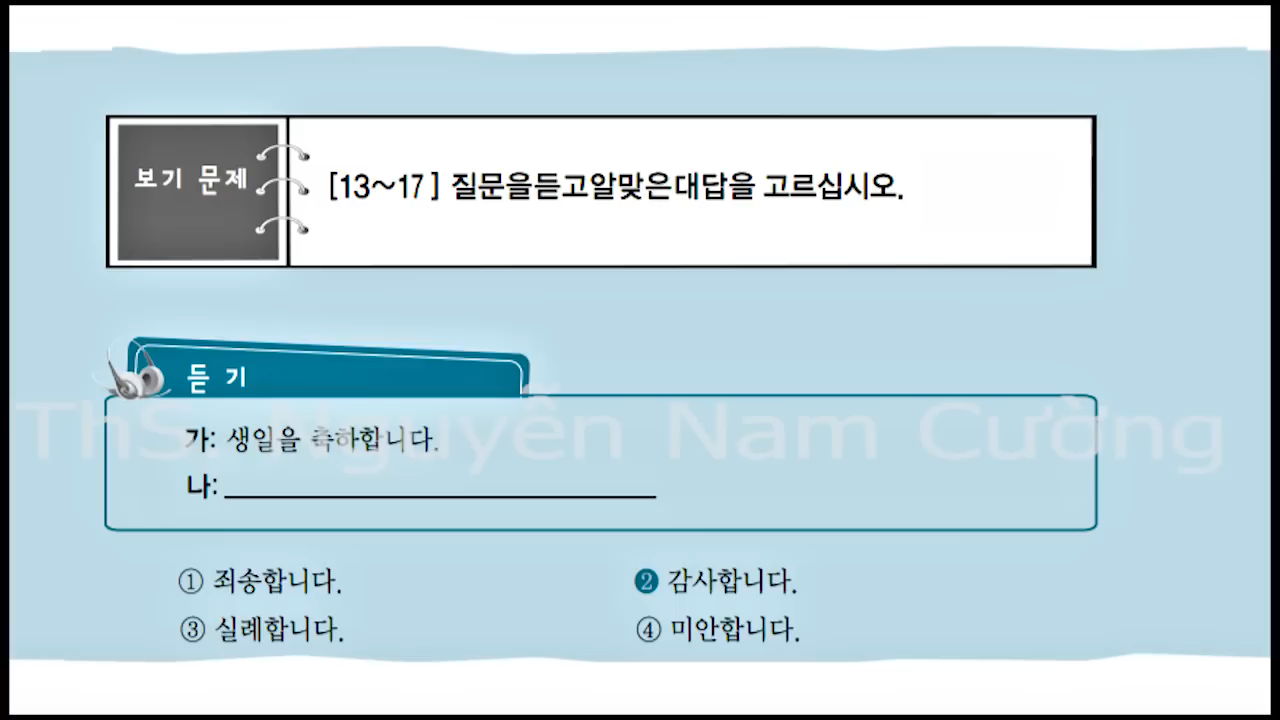 보기 문제
[13~17] 질문을듣고알맞은대답을 고르십시오.
듣기
ThS. Nguyễn Nam Cường
가: 생일을 축하합니다.
나:
① 죄송합니다.
② 감사합니다.
③ 실례합니다.
④ 미안합니다.